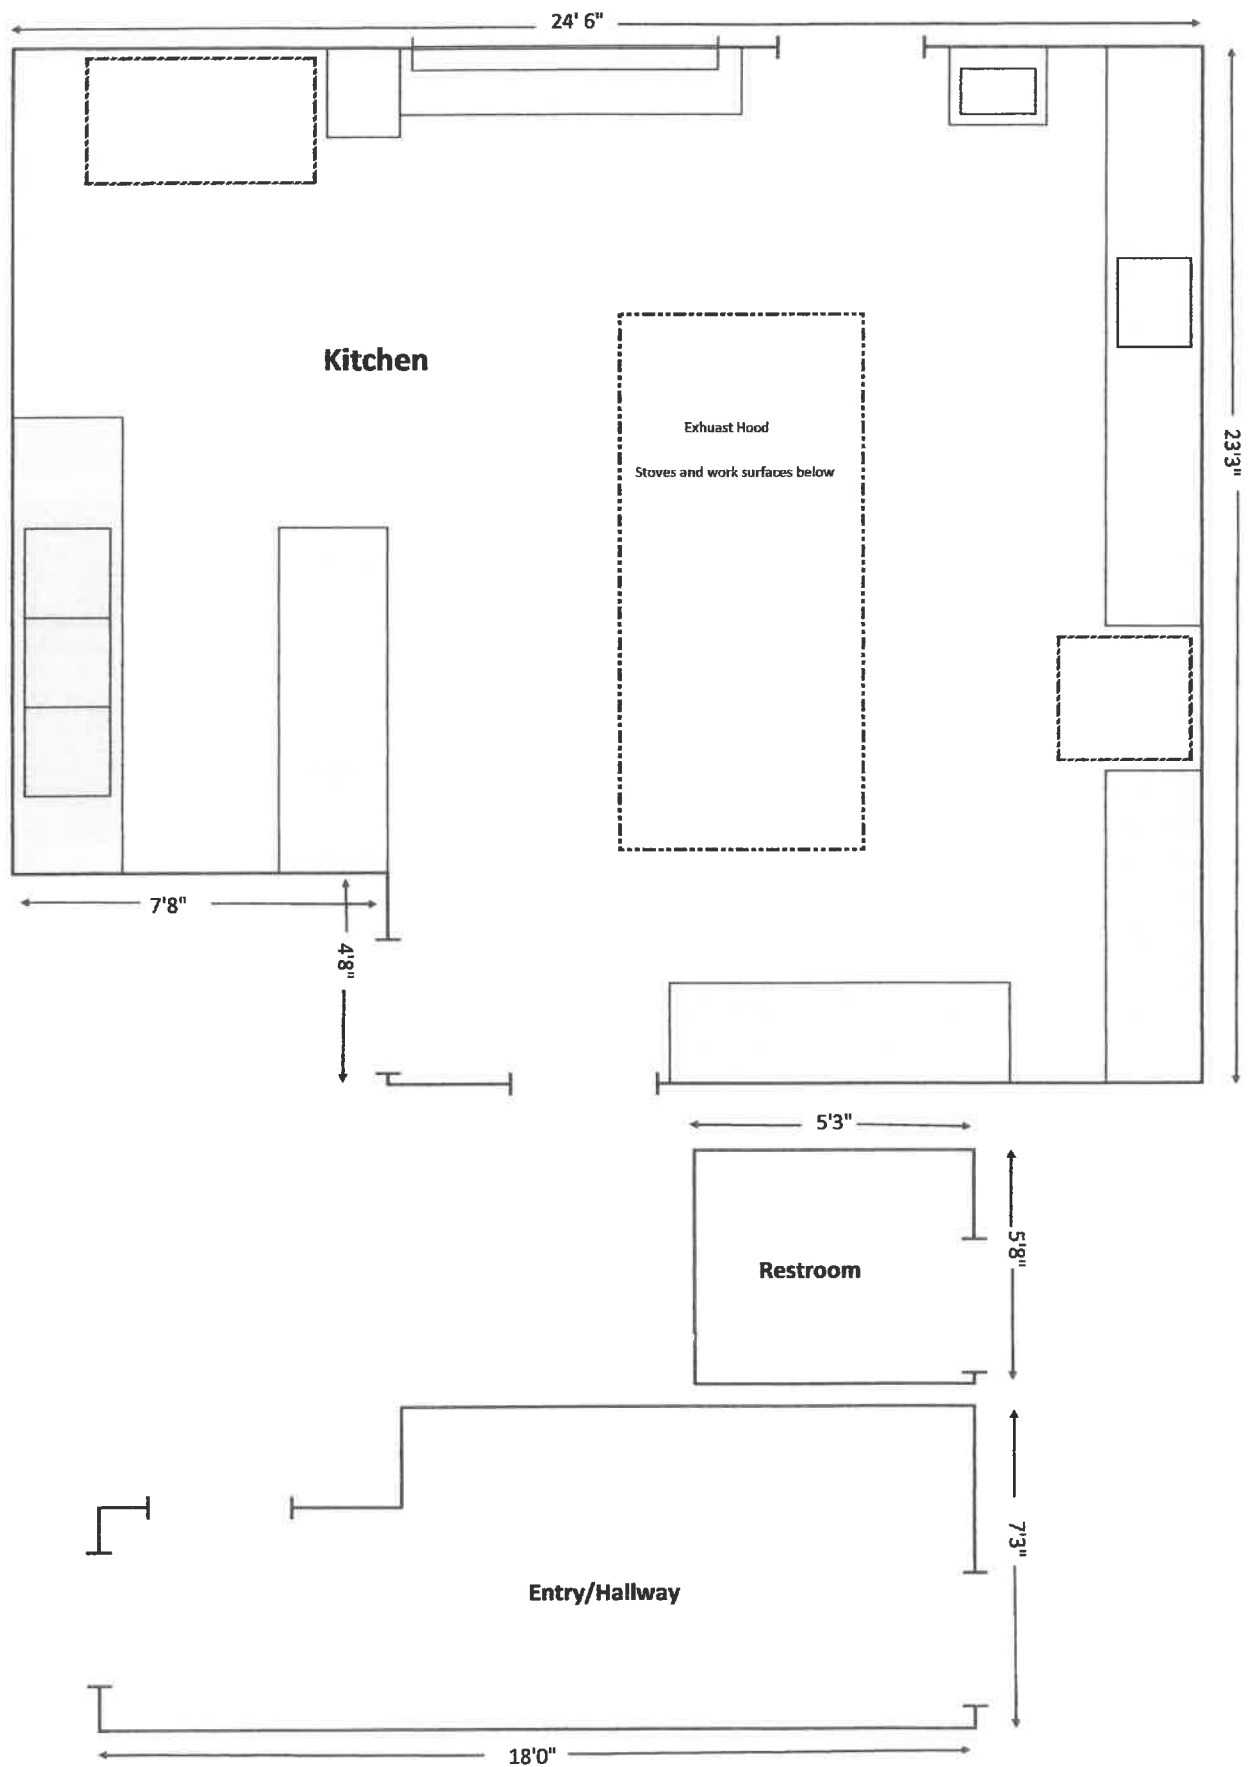 24' 6"
Kitchen
Exhuast Hood
Stoves and work surfaces below
23'3"
7'8"
4'8"
5'3"
5'8"
Restroom
7'3"
Entry/Hallway
18'0"